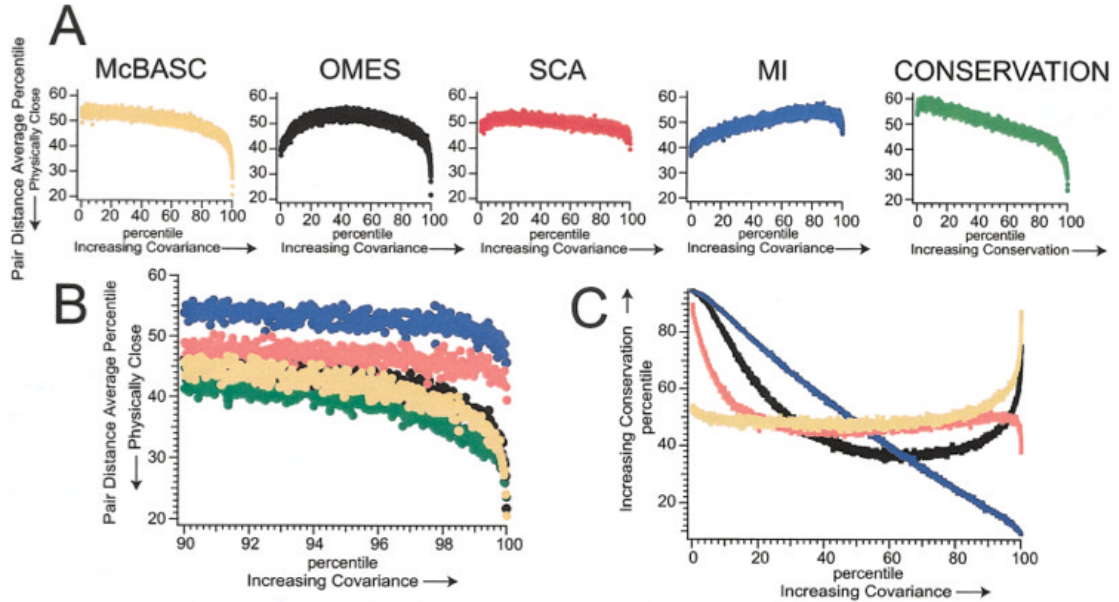 A
McBASC OMES SCA MI CONSERVATION
Pair Distance Average Percentile
← Physically Close
60 60 60 60 60
50 50 50 50 50
40 40 40 40 40
30 30 30 30 30
20 20 20 20 20
0 20 40 60 80 100 0 20 40 60 80 100 0 20 40 60 80 100 0 20 40 60 80 100 0 20 40 60 80 100
percentile percentile percentile percentile percentile
Increasing Covariance → Increasing Covariance → Increasing Covariance → Increasing Covariance → Increasing Conservation →
B
Pair Distance Average Percentile
← Physically Close
60
50
40
30
20
90 92 94 96 98 100
percentile
Increasing Covariance →
C
Increasing Conservation →
percentile
80
60
40
20
0 20 40 60 80 100
percentile
Increasing Covariance →